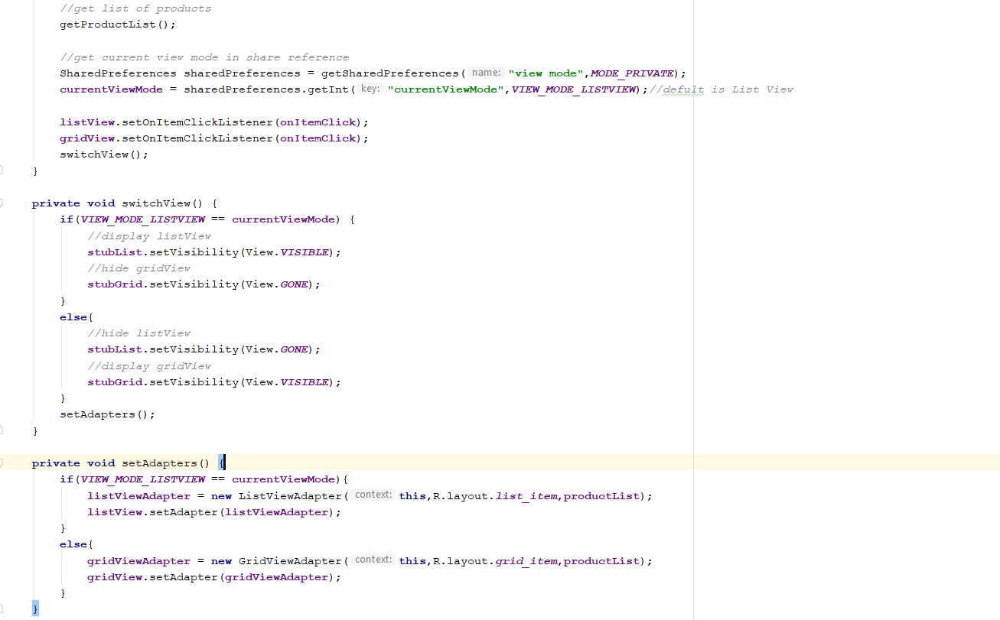 //get list of products
getProductList();
//get current view mode in share reference
SharedPreferences sharedPreferences = getSharedPreferences( name: "view mode",MODE_PRIVATE);
currentViewMode = sharedPreferences.getInt( key: "currentViewMode",VIEW_MODE_LISTVIEW);//defult is List View
listView.setOnItemClickListener(onItemClick);
gridView.setOnItemClickListener(onItemClick);
switchView();
}
private void switchView() {
if(VIEW_MODE_LISTVIEW == currentViewMode) {
//display listView
stubList.setVisibility(View.VISIBLE);
//hide gridView
stubGrid.setVisibility(View.GONE);
}
else{
//hide listView
stubList.setVisibility(View.GONE);
//display gridView
stubGrid.setVisibility(View.VISIBLE);
}
setAdapters();
}
private void setAdapters() {
if(VIEW_MODE_LISTVIEW == currentViewMode){
listViewAdapter = new ListViewAdapter( context: this,R.layout.list_item,productList);
listView.setAdapter(listViewAdapter);
}
else{
gridViewAdapter = new GridViewAdapter( context: this,R.layout.grid_item,productList);
gridView.setAdapter(gridViewAdapter);
}
}